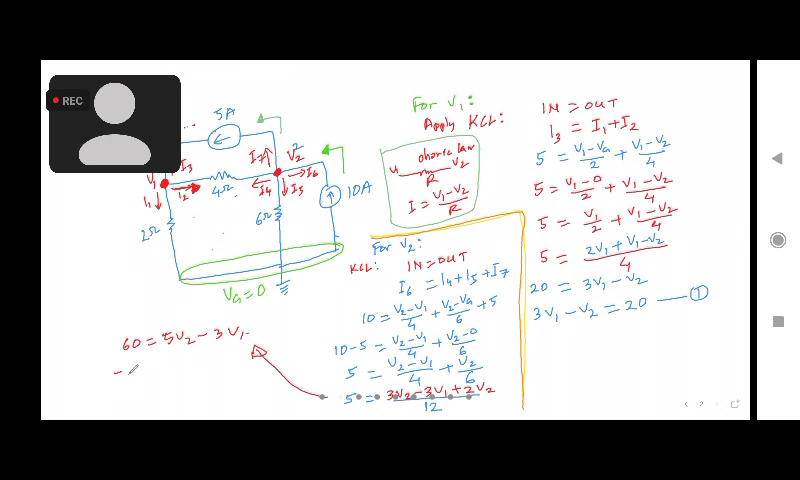 REC
5A
...
I3
V1
I1
I2
4Ω
I7
V2
2
I4
I5
I6
6Ω
10A
2Ω
VG=0
60 = 5V2 - 3V1
-
For V1:
Apply KCL:
ohm's law
V1
V2
R
I = V1-V2/R
For V2:
KCL: IN=OUT
I6 = I4+I5+I7
10 = V2-V1/4 + V2-VG/6 + 5
10-5 = V2-V1/4 + V2-0/6
5 = V2-V1/4 + V2/6
5 = 3V2-3V1+2V2/12
IN = OUT
I3 = I1+I2
5 = V1-VG/2 + V1-V2/4
5 = V1-0/2 + V1-V2/4
5 = V1/2 + V1-V2/4
5 = 2V1+V1-V2/4
20 = 3V1-V2
3V1-V2 = 20 — ①
2